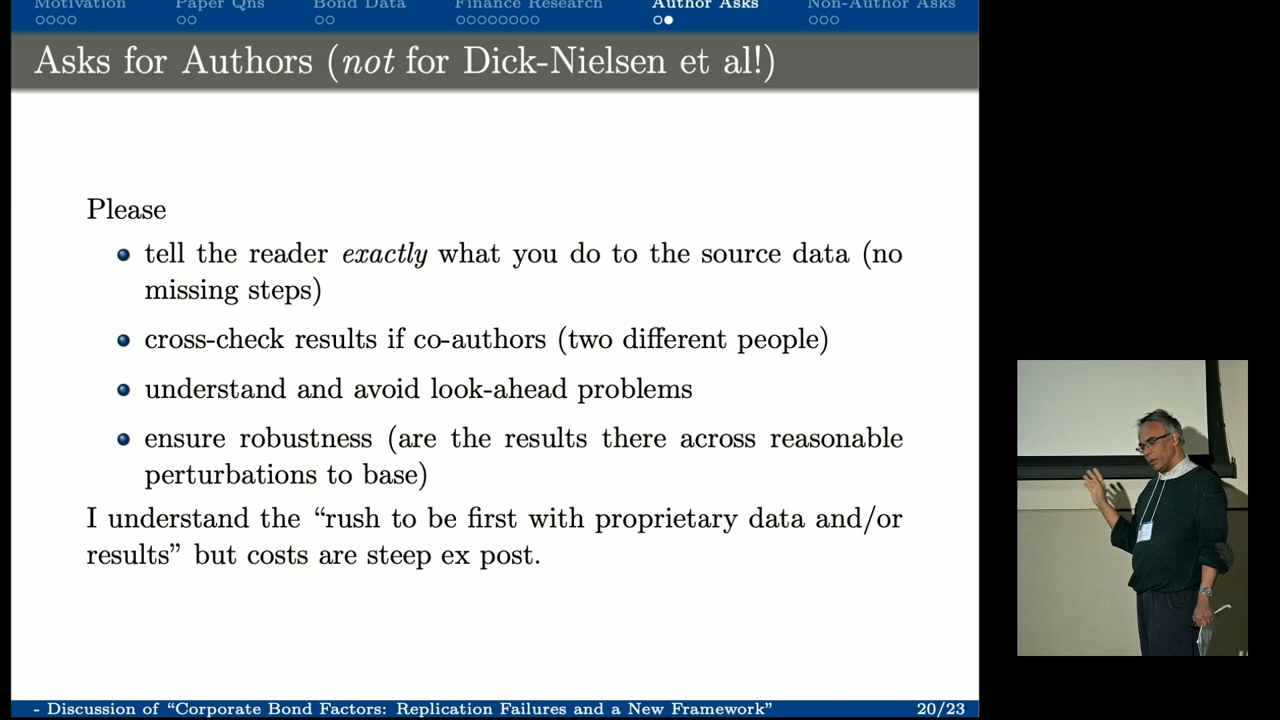 Motivation Paper Qns Bond Data Finance Research Author Asks Non-Author Asks
Asks for Authors (not for Dick-Nielsen et al!)
Please
tell the reader exactly what you do to the source data (no
missing steps)
cross-check results if co-authors (two different people)
understand and avoid look-ahead problems
ensure robustness (are the results there across reasonable
perturbations to base)
I understand the “rush to be first with proprietary data and/or
results” but costs are steep ex post.
- Discussion of “Corporate Bond Factors: Replication Failures and a New Framework” 20/23